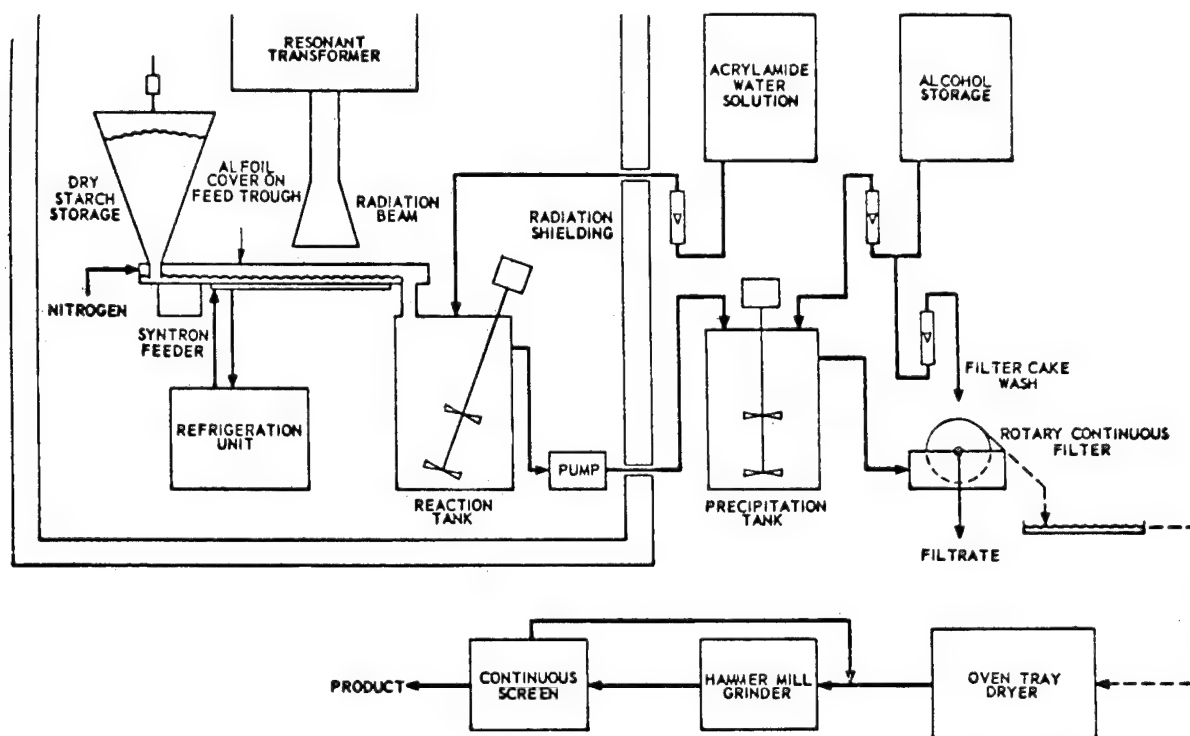 RESONANT
TRANSFORMER
ACRYLAMIDE
WATER
SOLUTION
ALCOHOL
STORAGE
DRY
STARCH
STORAGE
AL FOIL
COVER ON
FEED TROUGH
RADIATION
BEAM
RADIATION
SHIELDING
NITROGEN
SYNTRON
FEEDER
REFRIGERATION
UNIT
REACTION
TANK
PUMP
PRECIPITATION
TANK
FILTER CAKE
WASH
ROTARY CONTINUOUS
FILTER
FILTRATE
PRODUCT
CONTINUOUS
SCREEN
HAMMER MILL
GRINDER
OVEN TRAY
DRYER